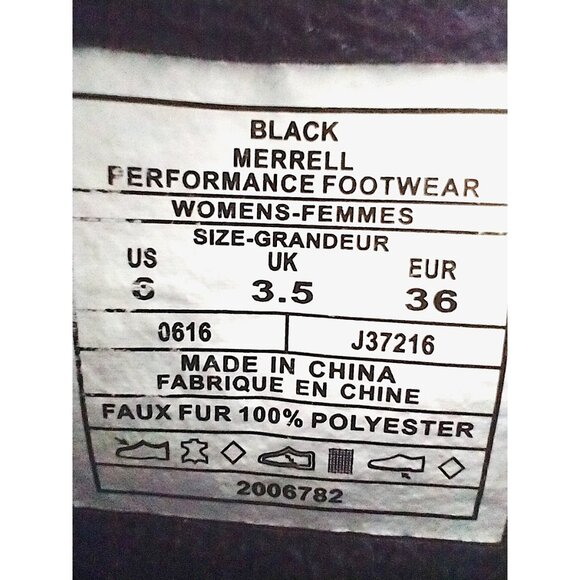 BLACK
MERRELL
PERFORMANCE FOOTWEAR
WOMENS-FEMMES
SIZE-GRANDEUR
US UK EUR
6 3.5 36
0616 J37216
MADE IN CHINA
FABRIQUE EN CHINE
FAUX FUR 100% POLYESTER
2006782